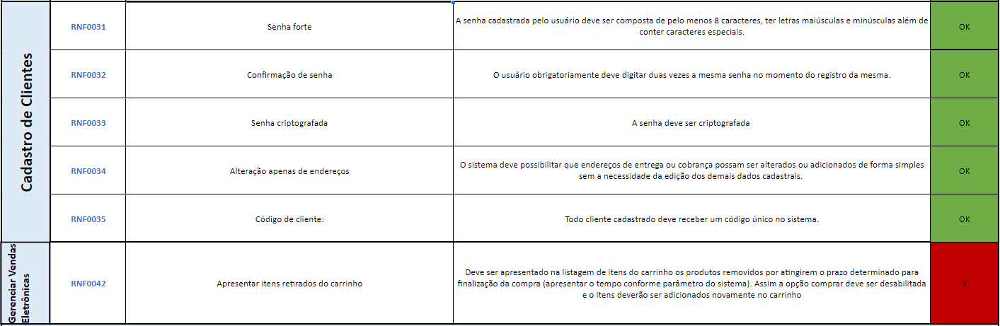 Cadastro de Clientes
RNF0031
Senha forte
A senha cadastrada pelo usuário deve ser composta de pelo menos 8 caracteres, ter letras maiúsculas e minúsculas além de
conter caracteres especiais.
OK
RNF0032
Confirmação de senha
O usuário obrigatoriamente deve digitar duas vezes a mesma senha no momento do registro da mesma.
OK
RNF0033
Senha criptografada
A senha deve ser criptografada
OK
RNF0034
Alteração apenas de endereços
O sistema deve possibilitar que endereços de entrega ou cobrança possam ser alterados ou adicionados de forma simples
sem a necessidade da edição dos demais dados cadastrais.
OK
RNF0035
Código de cliente:
Todo cliente cadastrado deve receber um código único no sistema.
OK
Gerenciar Vendas
Eletrônicas
RNF0042
Apresentar itens retirados do carrinho
Deve ser apresentado na listagem de itens do carrinho os produtos removidos por atingirem o prazo determinado para
finalização da compra (apresentar o tempo conforme parâmetro do sistema). Assim a opção comprar deve ser desabilitada
e o itens deverão ser adicionados novamente no carrinho
X